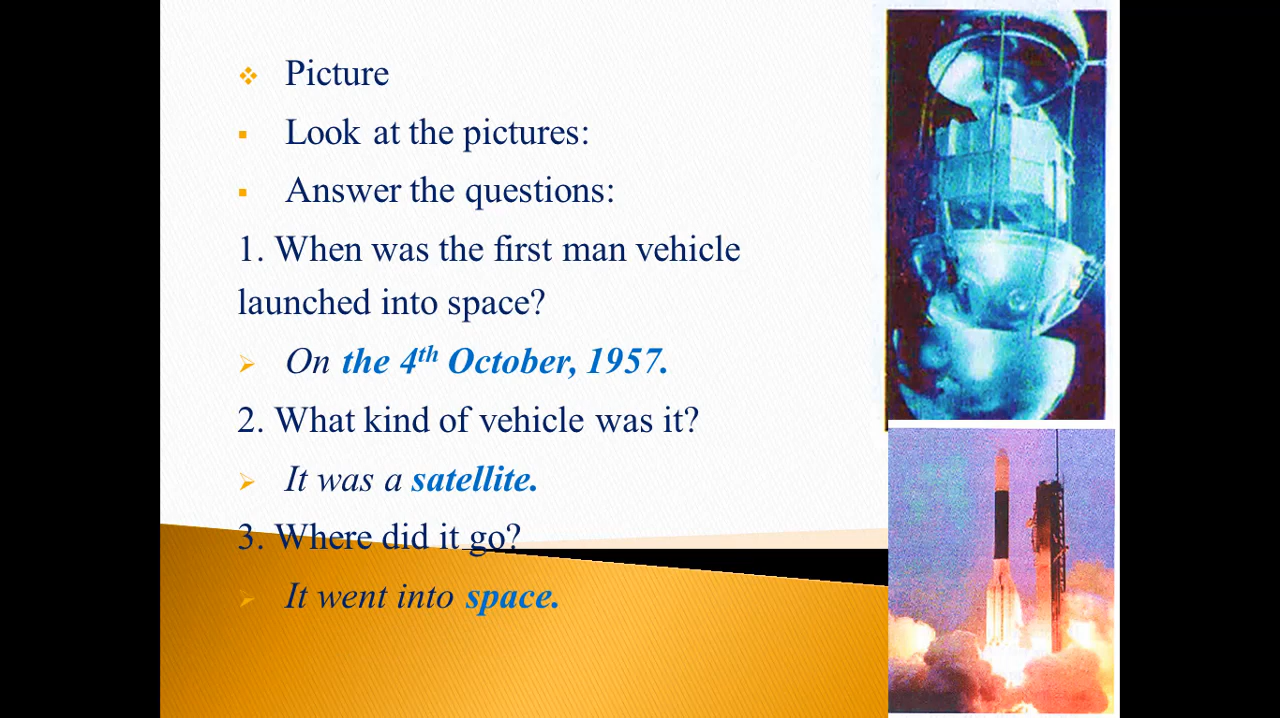 Picture
Look at the pictures:
Answer the questions:
1. When was the first man vehicle
launched into space?
On the 4th October, 1957.
2. What kind of vehicle was it?
It was a satellite.
3. Where did it go?
It went into space.